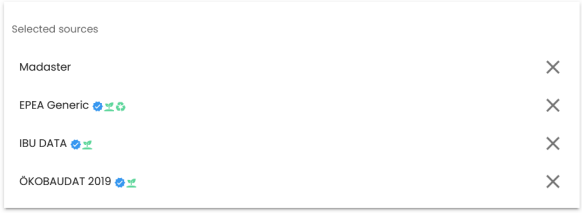 Selected sources
Madaster
EPEA Generic
IBU DATA
ÖKOBAUDAT 2019